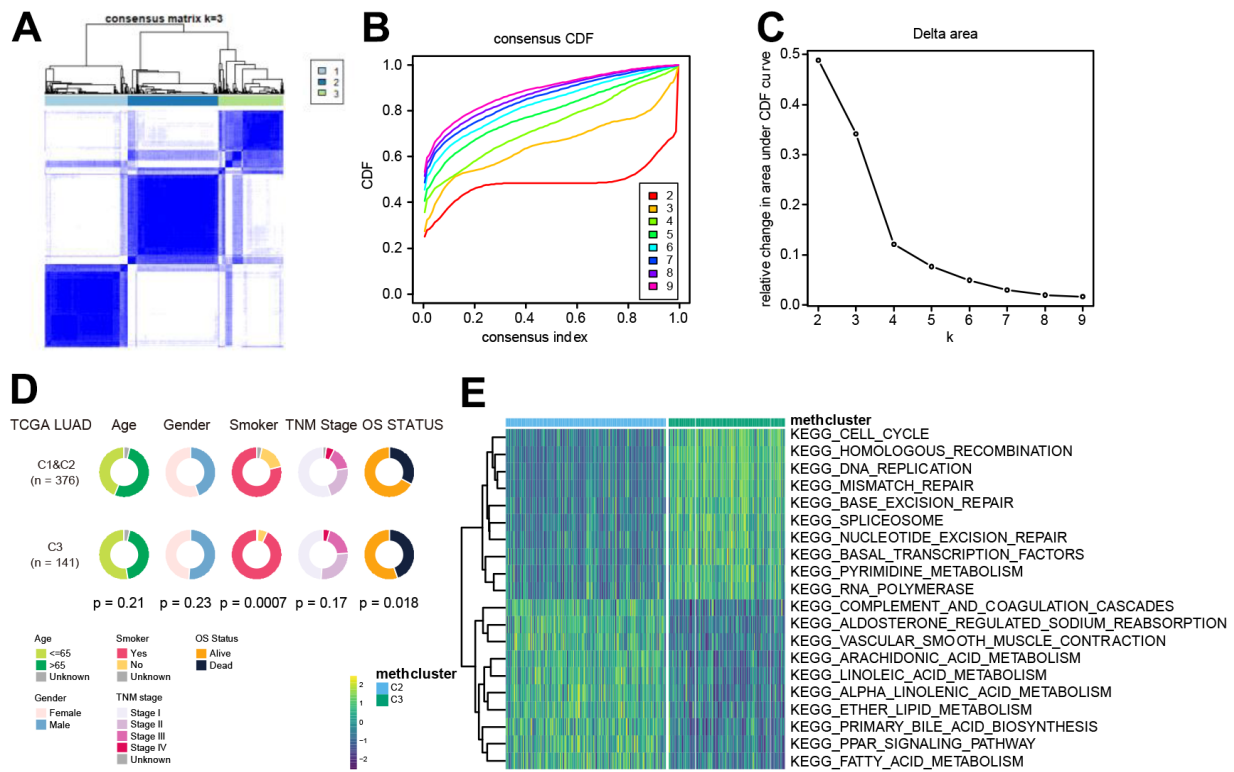 A
consensus matrix k=3
1
2
3
B
consensus CDF
CDF
1.0
0.8
0.6
0.4
0.2
0.0
0.0
0.2
0.4
0.6
0.8
1.0
consensus index
2
3
4
5
6
7
8
9
C
Delta area
relative change in area under CDF curve
0.5
0.4
0.3
0.2
0.1
0.0
2
3
4
5
6
7
8
9
k
D
TCGA LUAD Age Gender Smoker TNM Stage OS STATUS
C1&C2
(n = 376)
C3
(n = 141)
p = 0.21 p = 0.23 p = 0.0007 p = 0.17 p = 0.018
Age
<=65
>65
Unknown
Gender
Female
Male
Smoker
Yes
No
Unknown
TNM stage
Stage I
Stage II
Stage III
Stage IV
Unknown
OS Status
Alive
Dead
E
methcluster
KEGG_CELL_CYCLE
KEGG_HOMOLOGOUS_RECOMBINATION
KEGG_DNA_REPLICATION
KEGG_MISMATCH_REPAIR
KEGG_BASE_EXCISION_REPAIR
KEGG_SPLICEOSOME
KEGG_NUCLEOTIDE_EXCISION_REPAIR
KEGG_BASAL_TRANSCRIPTION_FACTORS
KEGG_PYRIMIDINE_METABOLISM
KEGG_RNA_POLYMERASE
KEGG_COMPLEMENT_AND_COAGULATION_CASCADES
KEGG_ALDOSTERONE_REGULATED_SODIUM_REABSORPTION
KEGG_VASCULAR_SMOOTH_MUSCLE_CONTRACTION
KEGG_ARACHIDONIC_ACID_METABOLISM
KEGG_LINOLEIC_ACID_METABOLISM
KEGG_ALPHA_LINOLENIC_ACID_METABOLISM
KEGG_ETHER_LIPID_METABOLISM
KEGG_PRIMARY_BILE_ACID_BIOSYNTHESIS
KEGG_PPAR_SIGNALING_PATHWAY
KEGG_FATTY_ACID_METABOLISM
2
1
0
−1
−2
methcluster
C2
C3